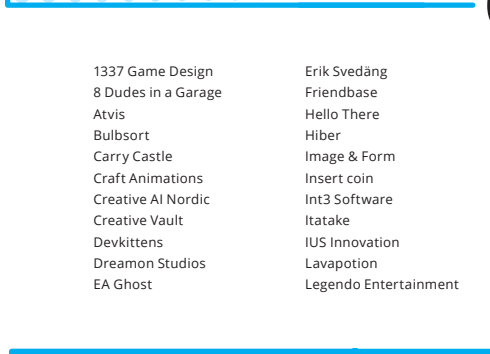 1337 Game Design
8 Dudes in a Garage
Atvis
Bulbsort
Carry Castle
Craft Animations
Creative AI Nordic
Creative Vault
Devkittens
Dreamon Studios
EA Ghost
Erik Svedäng
Friendbase
Hello There
Hiber
Image & Form
Insert coin
Int3 Software
Itatake
IUS Innovation
Lavapotion
Legendo Entertainment